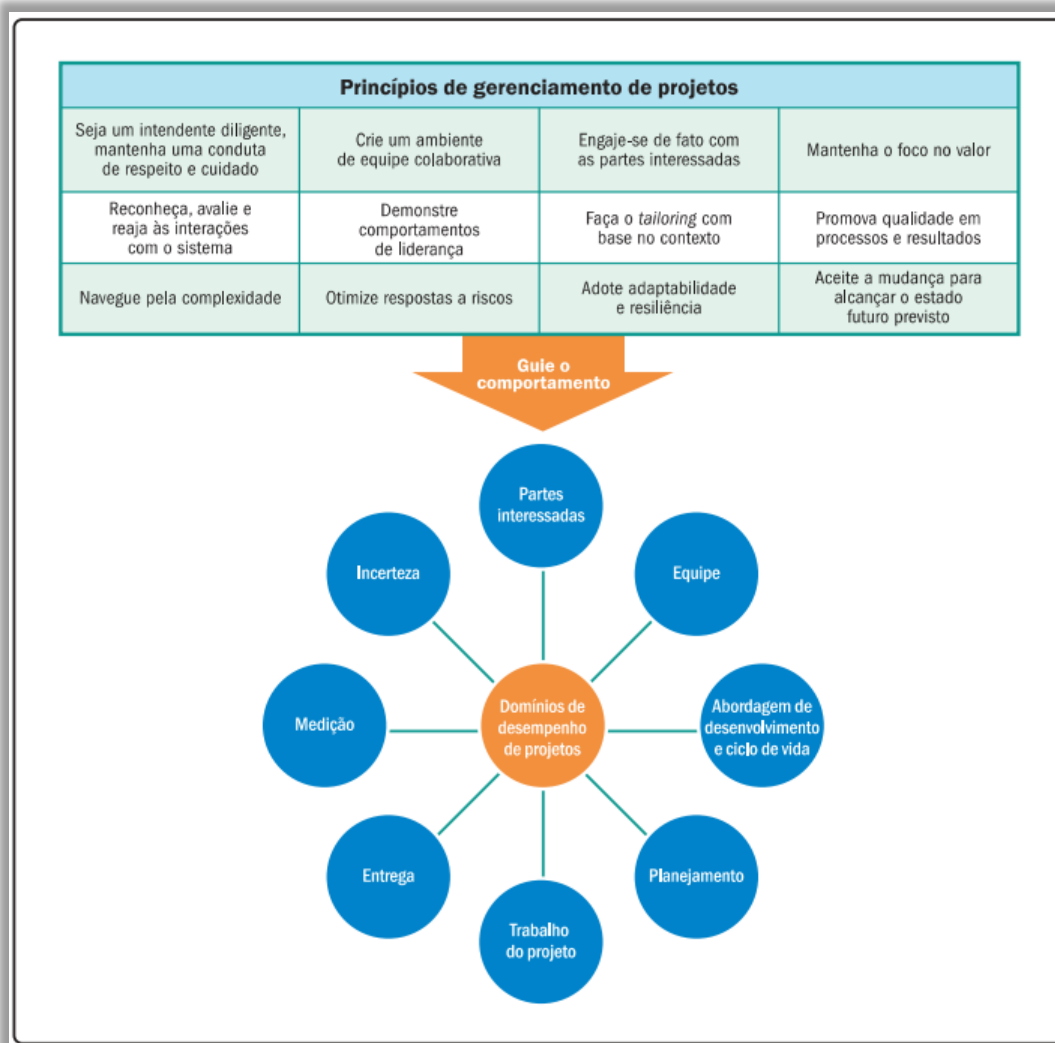 Princípios de gerenciamento de projetos
Seja um intendente diligente,
mantenha uma conduta
de respeito e cuidado
Crie um ambiente
de equipe colaborativa
Engaje-se de fato com
as partes interessadas
Mantenha o foco no valor
Reconheça, avalie e
reaja às interações
com o sistema
Demonstre
comportamentos
de liderança
Faça o tailoring com
base no contexto
Promova qualidade em
processos e resultados
Navegue pela complexidade
Otimize respostas a riscos
Adote adaptabilidade
e resiliência
Aceite a mudança para
alcançar o estado
futuro previsto
Guie o
comportamento
Partes
interessadas
Incerteza
Equipe
Medição
Domínios de
desempenho
de projetos
Abordagem de
desenvolvimento
e ciclo de vida
Entrega
Planejamento
Trabalho
do projeto